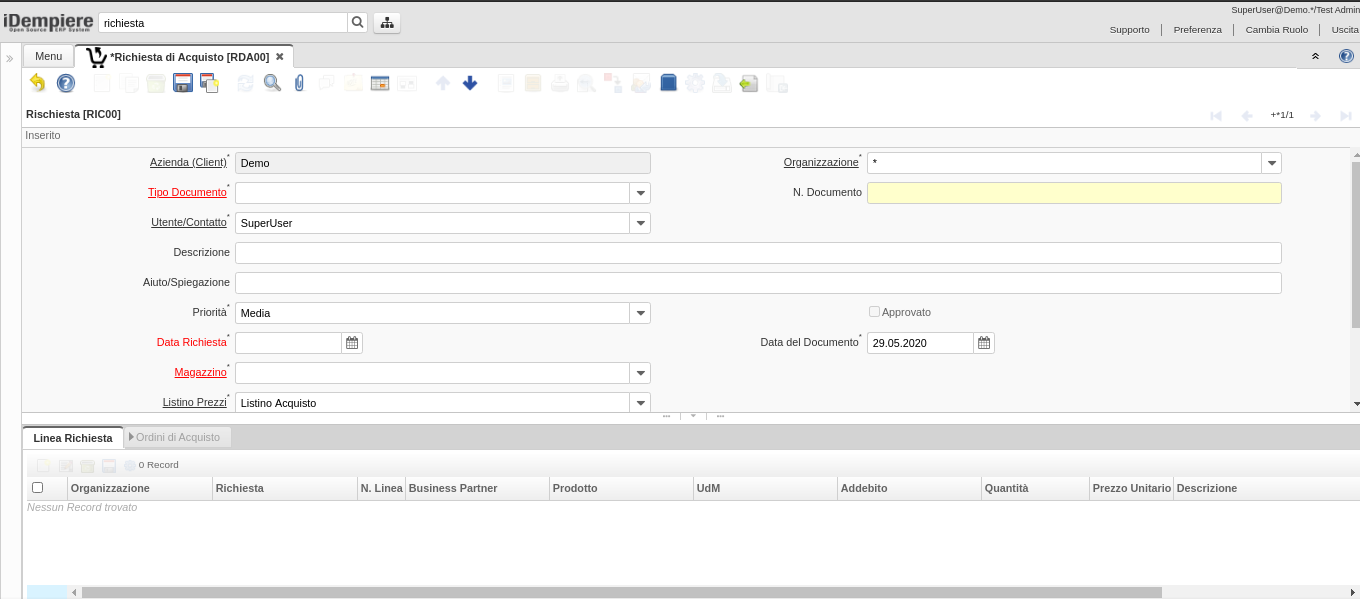 SuperUser@Demo.*/Test Admin
iDempiere
Open Source ERP System
richiesta
Supporto
Preferenza
Cambia Ruolo
Uscita
»
Menu
*Richiesta di Acquisto [RDA00]
Rischiesta [RIC00]
+*1/1
Inserito
Azienda (Client)* Demo
Organizzazione* *
Tipo Documento*
N. Documento
Utente/Contatto* SuperUser
Descrizione
Aiuto/Spiegazione
Priorità* Media
Approvato
Data Richiesta*
Data del Documento* 29.05.2020
Magazzino*
Listino Prezzi* Listino Acquisto
Linea Richiesta
Ordini di Acquisto
0 Record
Organizzazione Richiesta N. Linea Business Partner Prodotto UdM Addebito Quantità Prezzo Unitario Descrizione
Nessun Record trovato